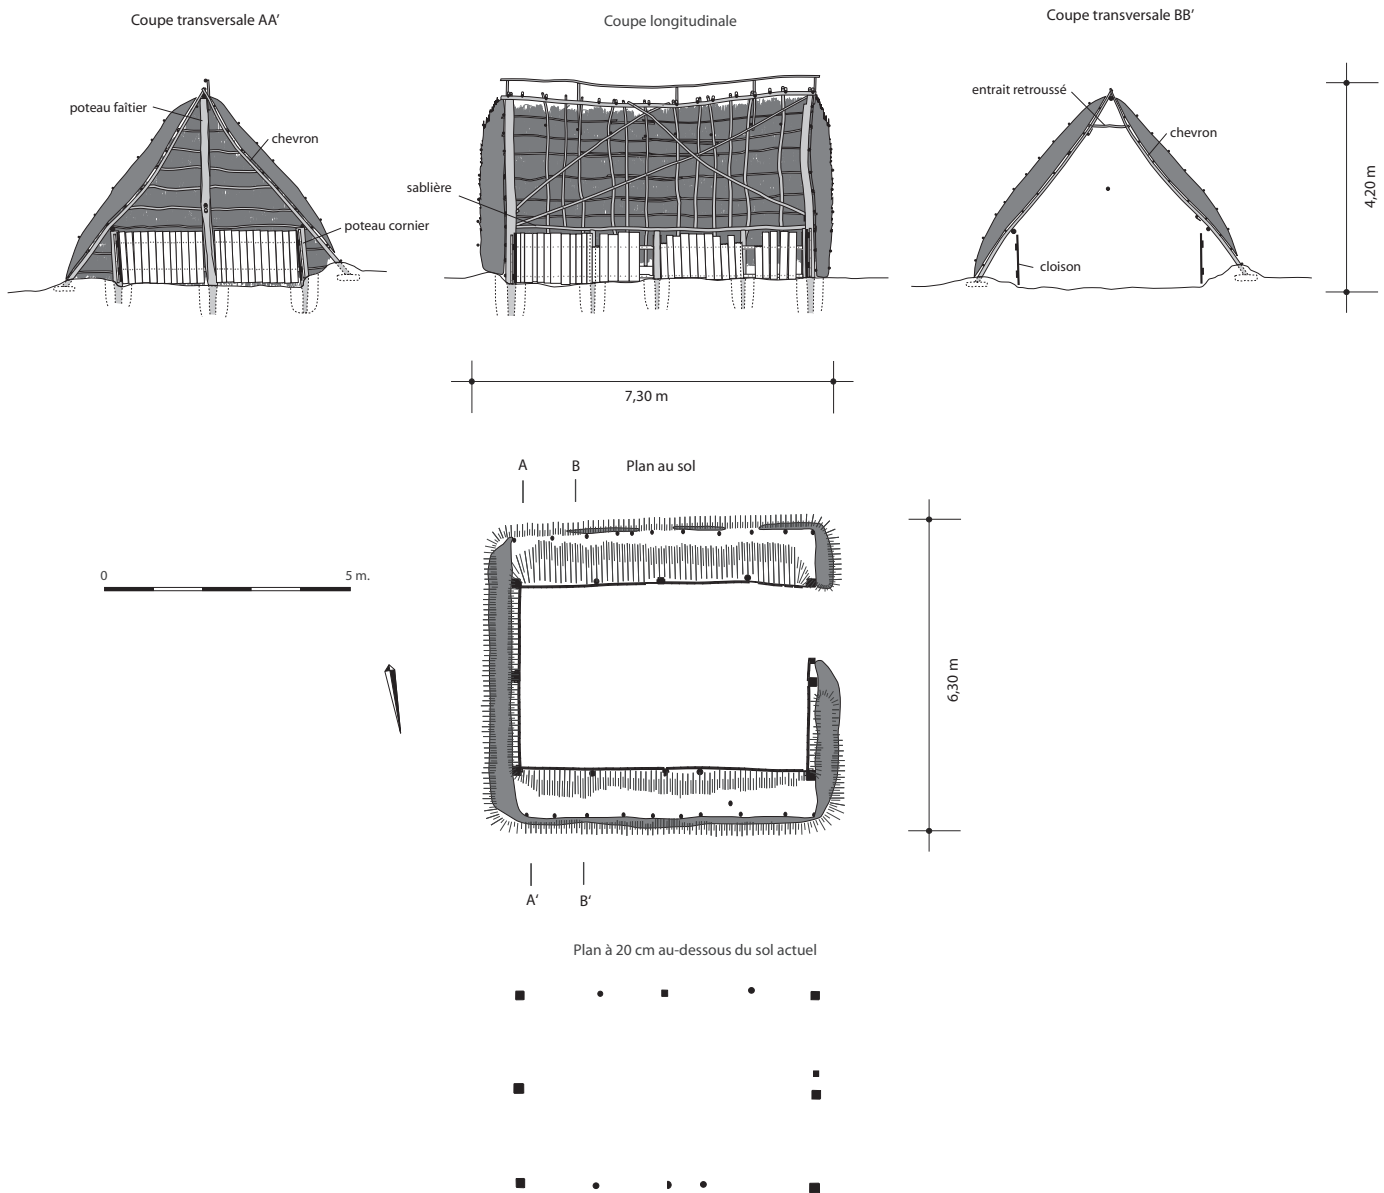 Coupe transversale AA'
Coupe longitudinale
Coupe transversale BB'
poteau faîtier
chevron
poteau cornier
sablière
entrait retroussé
chevron
cloison
4,20 m
7,30 m
A
B
Plan au sol
0
5 m.
6,30 m
A'
B'
Plan à 20 cm au-dessous du sol actuel